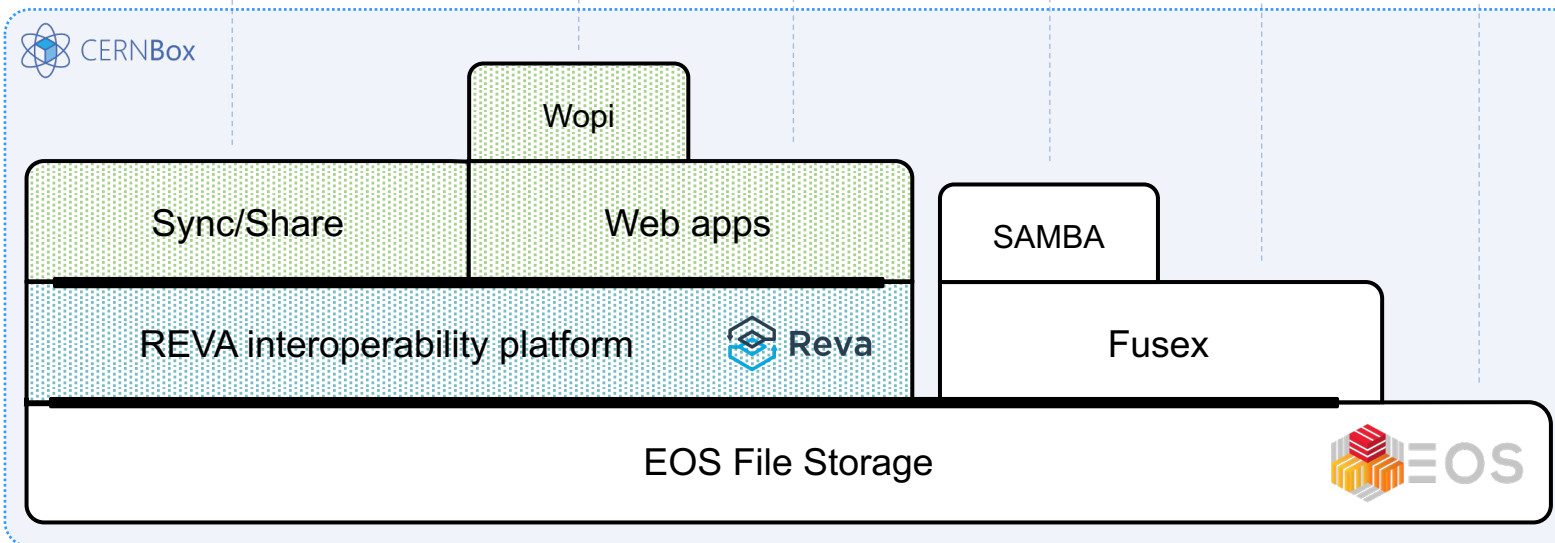 CERNBox
Wopi
Sync/Share
Web apps
SAMBA
REVA interoperability platform
Reva
Fusex
EOS File Storage
EOS